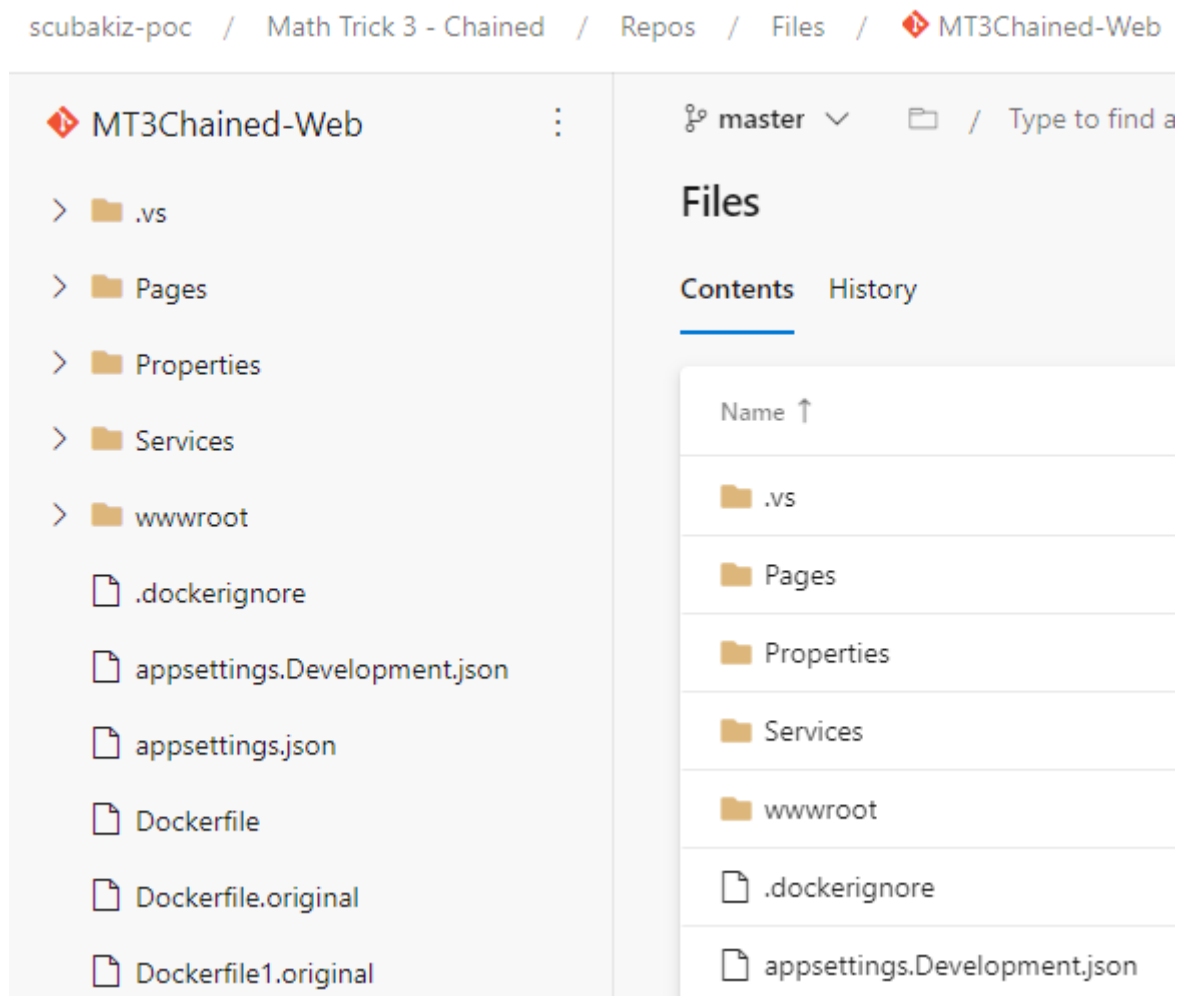 scubakiz-poc / Math Trick 3 - Chained / Repos / Files / MT3Chained-Web
MT3Chained-Web
.vs
Pages
Properties
Services
wwwroot
.dockerignore
appsettings.Development.json
appsettings.json
Dockerfile
Dockerfile.original
Dockerfile1.original
master / Type to find a
Files
Contents History
Name ↑
.vs
Pages
Properties
Services
wwwroot
.dockerignore
appsettings.Development.json